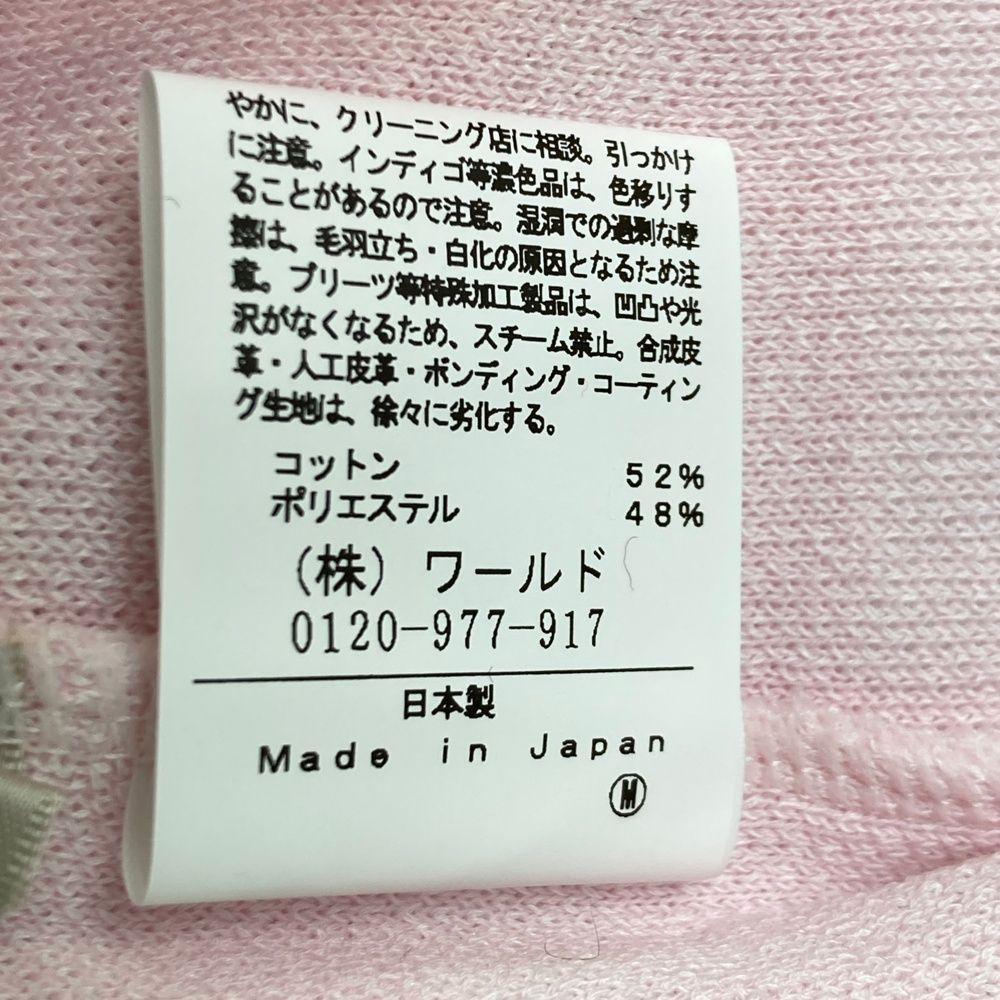 やかに、クリーニング店に相談。引っかけ
に注意。インディゴ等濃色品は、色移りす
ることがあるので注意。湿潤での過剰な摩
擦は、毛羽立ち・白化の原因となるため注
意。プリーツ等特殊加工製品は、凹凸や光
沢がなくなるため、スチーム禁止。合成皮
革・人工皮革・ボンディング・コーティン
グ生地は、徐々に劣化する。
コットン 52%
ポリエステル 48%
(株) ワールド
0120-977-917
日本製
Made in Japan
Ⓜ